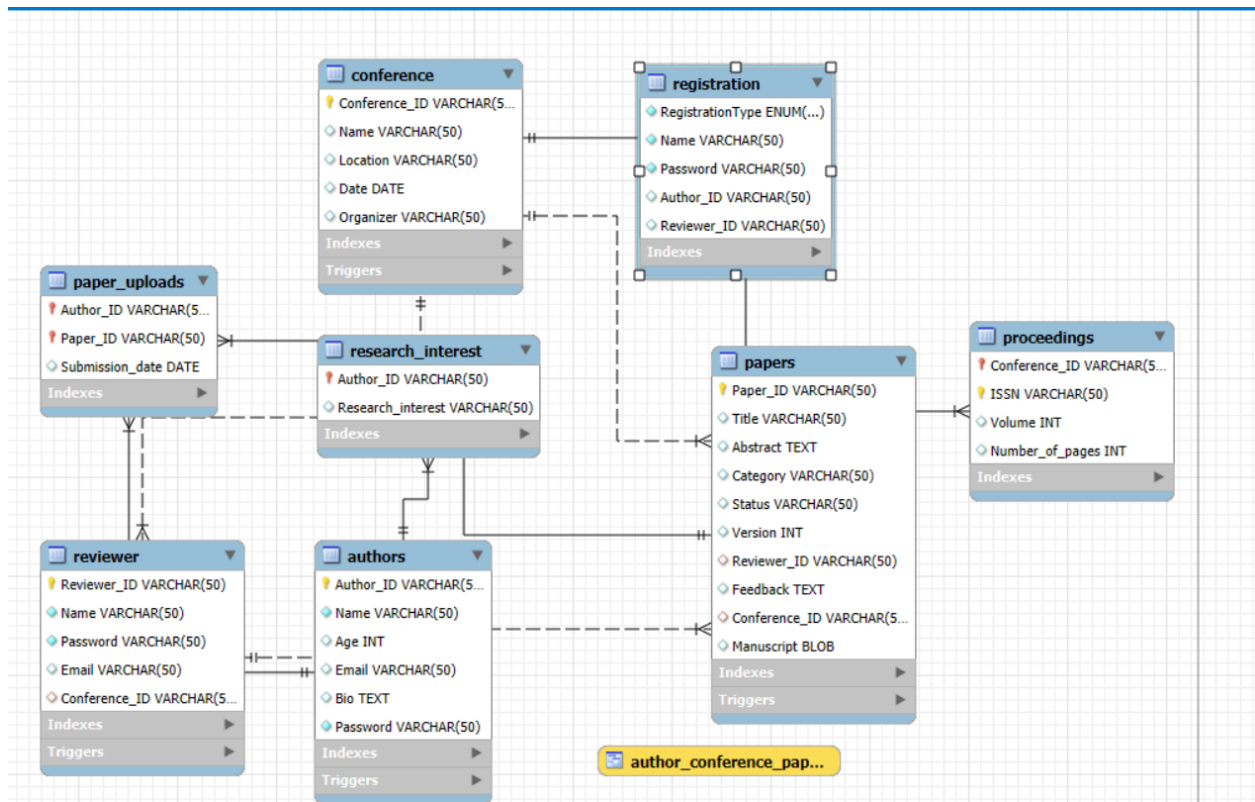 conference
Conference_ID VARCHAR(5...
Name VARCHAR(50)
Location VARCHAR(50)
Date DATE
Organizer VARCHAR(50)
Indexes
Triggers
registration
RegistrationType ENUM(...)
Name VARCHAR(50)
Password VARCHAR(50)
Author_ID VARCHAR(50)
Reviewer_ID VARCHAR(50)
Indexes
paper_uploads
Author_ID VARCHAR(5...
Paper_ID VARCHAR(50)
Submission_date DATE
Indexes
research_interest
Author_ID VARCHAR(50)
Research_interest VARCHAR(50)
Indexes
papers
Paper_ID VARCHAR(50)
Title VARCHAR(50)
Abstract TEXT
Category VARCHAR(50)
Status VARCHAR(50)
Version INT
Reviewer_ID VARCHAR(50)
Feedback TEXT
Conference_ID VARCHAR(5...
Manuscript BLOB
Indexes
Triggers
proceedings
Conference_ID VARCHAR(5...
ISSN VARCHAR(50)
Volume INT
Number_of_pages INT
Indexes
reviewer
Reviewer_ID VARCHAR(50)
Name VARCHAR(50)
Password VARCHAR(50)
Email VARCHAR(50)
Conference_ID VARCHAR(5...
Indexes
Triggers
authors
Author_ID VARCHAR(5...
Name VARCHAR(50)
Age INT
Email VARCHAR(50)
Bio TEXT
Password VARCHAR(50)
Indexes
Triggers
author_conference_pap...